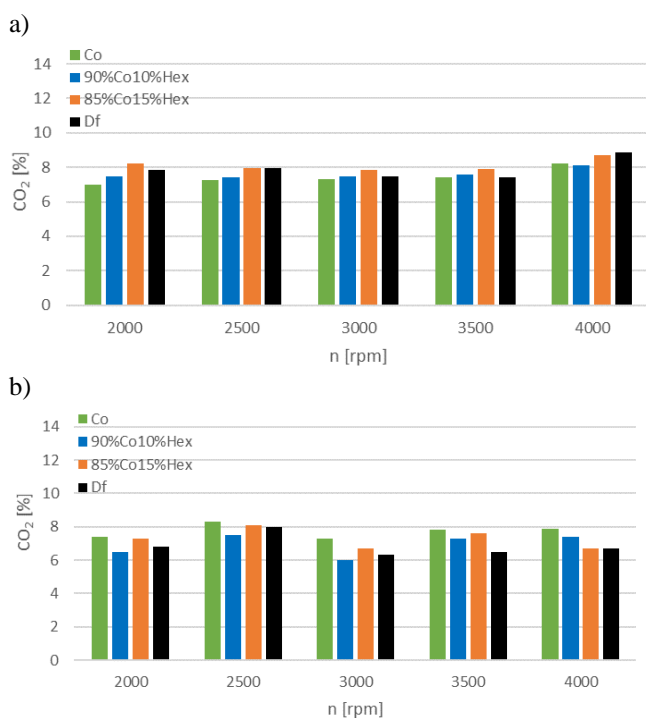 a)
Co
90%Co10%Hex
85%Co15%Hex
Df
14
12
10
8
6
4
2
0
CO₂ [%]
2000 2500 3000 3500 4000
n [rpm]
b)
Co
90%Co10%Hex
85%Co15%Hex
Df
14
12
10
8
6
4
2
0
CO₂ [%]
2000 2500 3000 3500 4000
n [rpm]